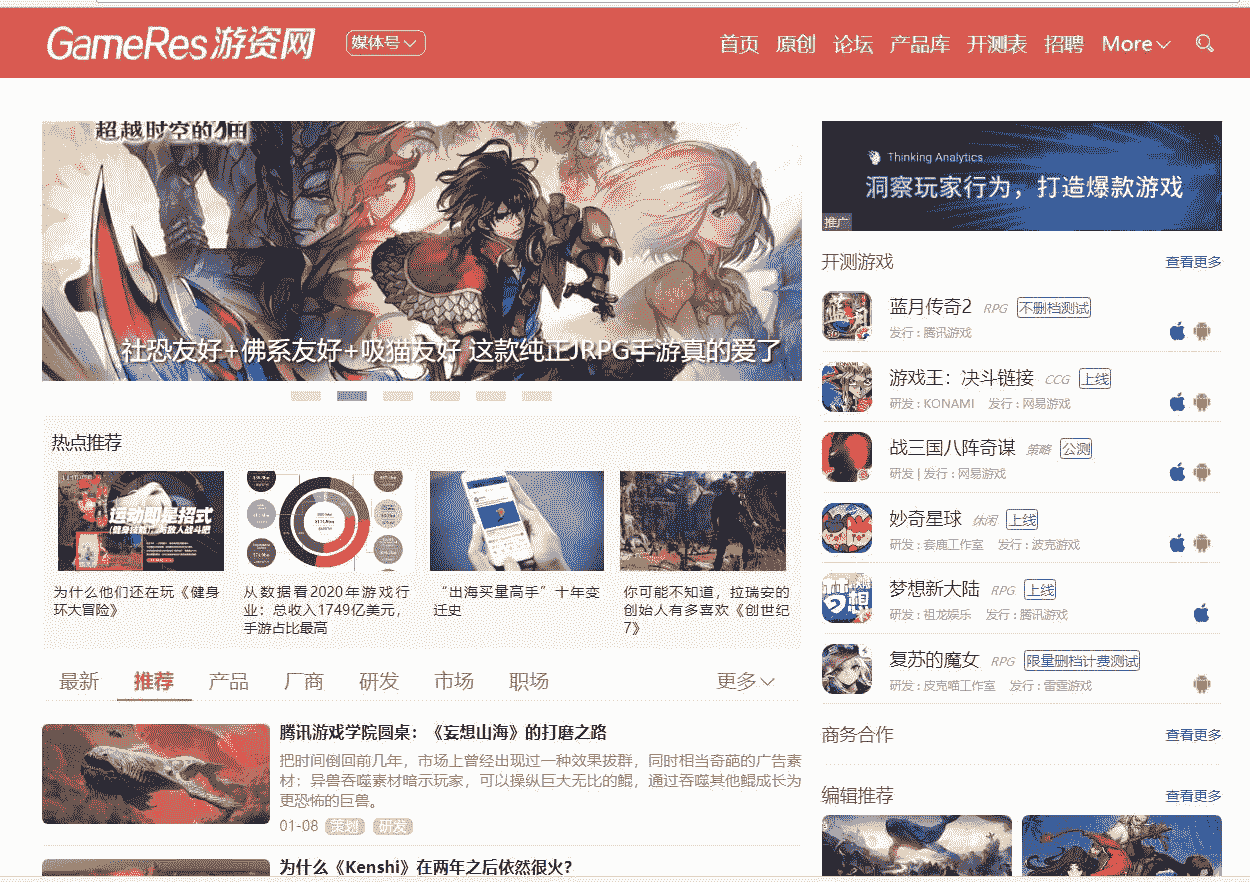 GameRes游资网
媒体号
首页 原创 论坛 产品库 开测表 招聘 More
超越时空的猫
社恐友好+佛系友好+吸猫友好 这款纯正JRPG手游真的爱了
热点推荐
运动即是招式
为什么他们还在玩《健身
环大冒险》
从数据看2020年游戏行
业：总收入1749亿美元，
手游占比最高
“出海买量高手”十年变
迁史
你可能不知道，拉瑞安的
创始人有多喜欢《创世纪
7》
最新 推荐 产品 厂商 研发 市场 职场 更多
腾讯游戏学院圆桌：《妄想山海》的打磨之路
把时间倒回前几年，市场上曾经出现过一种效果拔群，同时相当奇葩的广告素
材：异兽吞噬素材暗示玩家，可以操纵巨大无比的鲲，通过吞噬其他鲲成长为
更恐怖的巨兽。
01-08 策划 研发
为什么《Kenshi》在两年之后依然很火？
Thinking Analytics
洞察玩家行为，打造爆款游戏
推广
开测游戏 查看更多
蓝月传奇2 RPG 不删档测试
发行 : 腾讯游戏
游戏王：决斗链接 CCG 上线
研发 : KONAMI 发行 : 网易游戏
战三国八阵奇谋 策略 公测
研发 | 发行 : 网易游戏
妙奇星球 休闲 上线
研发 : 套鹿工作室 发行 : 波克游戏
梦想新大陆 RPG 上线
研发 : 祖龙娱乐 发行 : 腾讯游戏
复苏的魔女 RPG 限量删档计费测试
研发 : 皮克喵工作室 发行 : 雷霆游戏
商务合作 查看更多
编辑推荐 查看更多